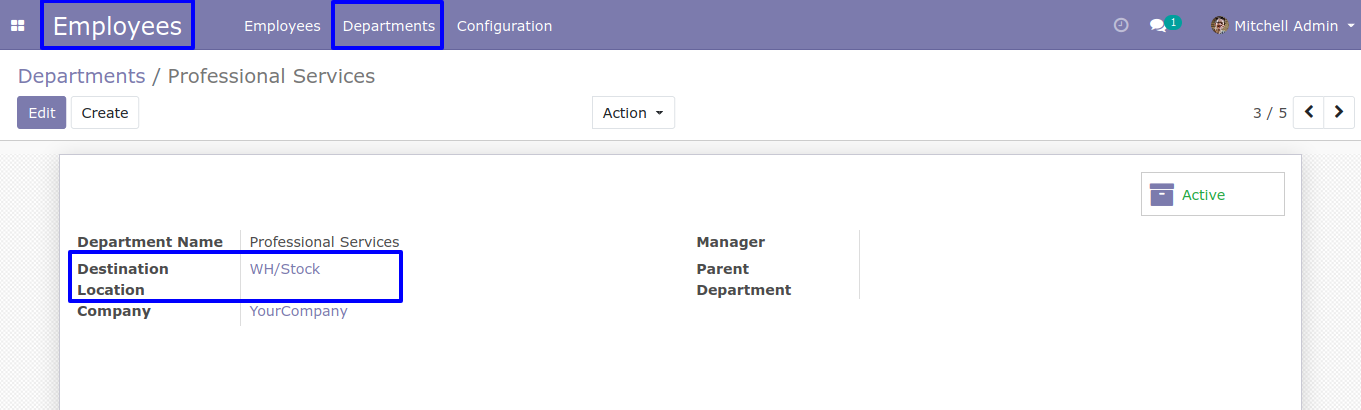 Employees Employees Departments Configuration 1 Mitchell Admin
Departments / Professional Services
Edit Create Action 3 / 5
Active
Department Name Professional Services Manager
Destination Location WH/Stock Parent Department
Company YourCompany